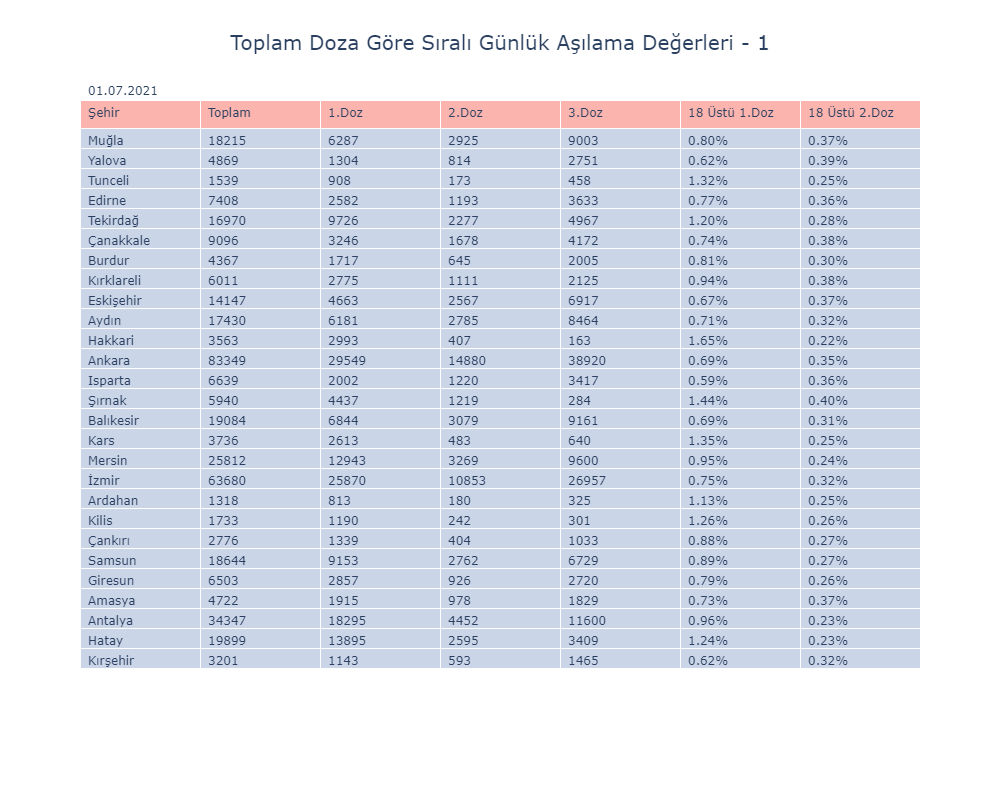 Toplam Doza Göre Sıralı Günlük Aşılama Değerleri - 1
01.07.2021
Şehir Toplam 1.Doz 2.Doz 3.Doz 18 Üstü 1.Doz 18 Üstü 2.Doz
Muğla 18215 6287 2925 9003 0.80% 0.37%
Yalova 4869 1304 814 2751 0.62% 0.39%
Tunceli 1539 908 173 458 1.32% 0.25%
Edirne 7408 2582 1193 3633 0.77% 0.36%
Tekirdağ 16970 9726 2277 4967 1.20% 0.28%
Çanakkale 9096 3246 1678 4172 0.74% 0.38%
Burdur 4367 1717 645 2005 0.81% 0.30%
Kırklareli 6011 2775 1111 2125 0.94% 0.38%
Eskişehir 14147 4663 2567 6917 0.67% 0.37%
Aydın 17430 6181 2785 8464 0.71% 0.32%
Hakkari 3563 2993 407 163 1.65% 0.22%
Ankara 83349 29549 14880 38920 0.69% 0.35%
Isparta 6639 2002 1220 3417 0.59% 0.36%
Şırnak 5940 4437 1219 284 1.44% 0.40%
Balıkesir 19084 6844 3079 9161 0.69% 0.31%
Kars 3736 2613 483 640 1.35% 0.25%
Mersin 25812 12943 3269 9600 0.95% 0.24%
İzmir 63680 25870 10853 26957 0.75% 0.32%
Ardahan 1318 813 180 325 1.13% 0.25%
Kilis 1733 1190 242 301 1.26% 0.26%
Çankırı 2776 1339 404 1033 0.88% 0.27%
Samsun 18644 9153 2762 6729 0.89% 0.27%
Giresun 6503 2857 926 2720 0.79% 0.26%
Amasya 4722 1915 978 1829 0.73% 0.37%
Antalya 34347 18295 4452 11600 0.96% 0.23%
Hatay 19899 13895 2595 3409 1.24% 0.23%
Kırşehir 3201 1143 593 1465 0.62% 0.32%